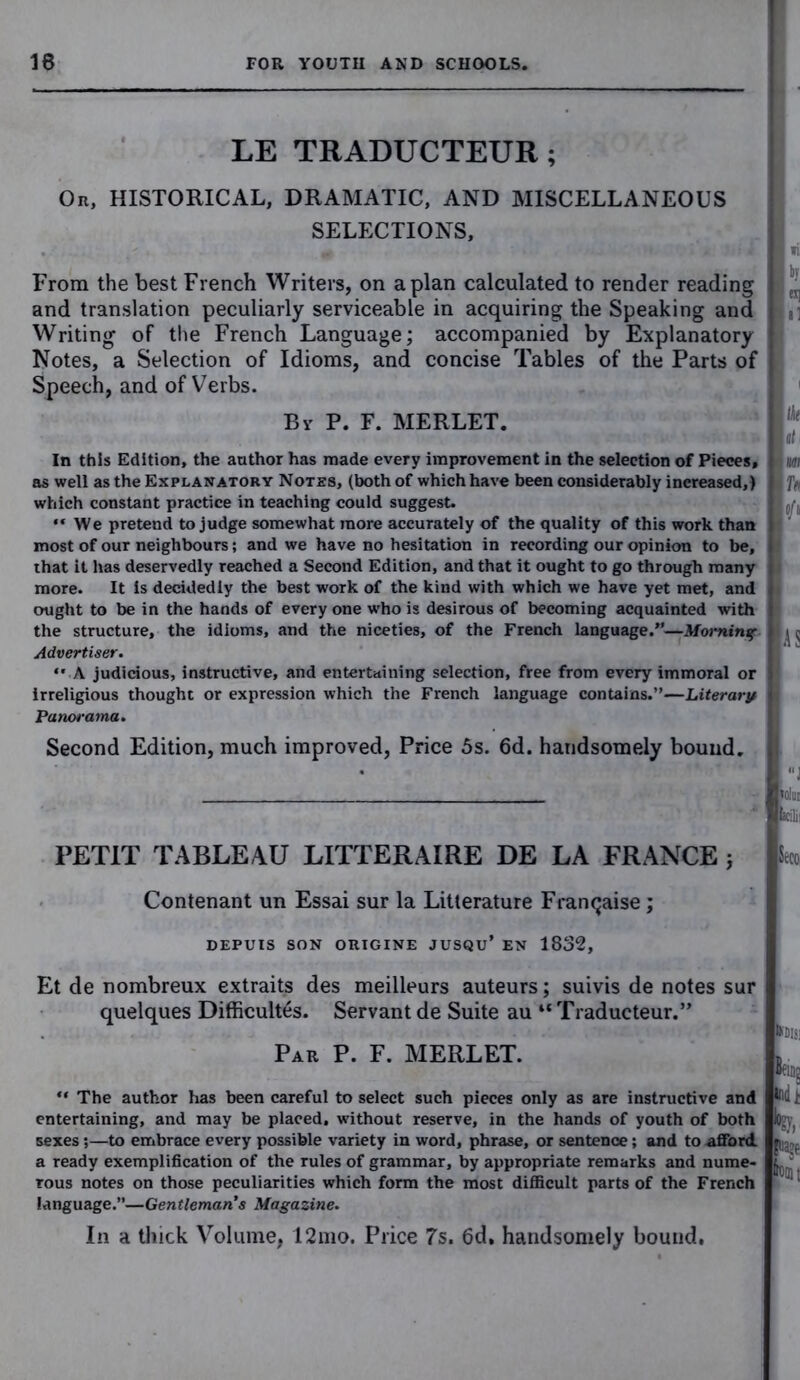 16 FOR YOUTH AND SCHOOLS.
LE TRADUCTEUR;
OR, HISTORICAL, DRAMATIC, AND MISCELLANEOUS
SELECTIONS,
From the best French Writers, on a plan calculated to render reading
and translation peculiarly serviceable in acquiring the Speaking and
Writing of the French Language; accompanied by Explanatory
Notes, a Selection of Idioms, and concise Tables of the Parts of
Speech, and of Verbs.
BY P. F. MERLET.
In this Edition, the author has made every improvement in the selection of Pieces,
as well as the EXPLANATORY NOTES, (both of which have been considerably increased,)
which constant practice in teaching could suggest.
"We pretend to judge somewhat more accurately of the quality of this work than
most of our neighbours; and we have no hesitation in recording our opinion to be,
that it has deservedly reached a Second Edition, and that it ought to go through many
more. It is decidedly the best work of the kind with which we have yet met, and
ought to be in the hands of every one who is desirous of becoming acquainted with
the structure, the idioms, and the niceties, of the French language."—Morning
Advertiser.
"A judicious, instructive, and entertaining selection, free from every immoral or
irreligious thought or expression which the French language contains."—Literary
Panorama.
Second Edition, much improved, Price 5s. 6d. handsomely bound.
PETIT TABLEAU LITTERAIRE DE LA FRANCE;
Contenant un Essai sur la Litterature Française;
DEPUIS SON ORIGINE JUSQU' EN 1832,
Et de nombreux extraits des meilleurs auteurs; suivis de notes sur
quelques Difficultés. Servant de Suite au "Traducteur."
PAR P. F. MERLET.
"The author has been careful to select such pieces only as are instructive and
entertaining, and may be placed, without reserve, in the hands of youth of both
sexes;—to embrace every possible variety in word, phrase, or sentence; and to afford
a ready exemplification of the rules of grammar, by appropriate remarks and nume-
rous notes on those peculiarities which form the most difficult parts of the French
language."—Gentleman's Magazine.
In a thick Volume, 12mo. Price 7s. 6d. handsomely bound.